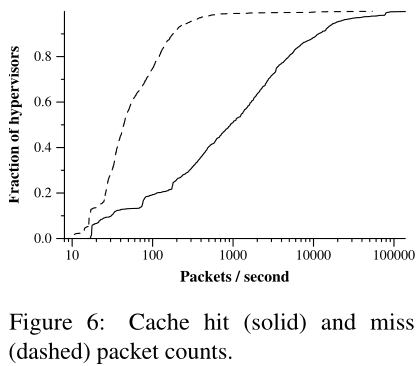 0.8
0.6
0.4
0.2
0.0
Fraction of hypervisors
10 100 1000 10000 100000
Packets / second
Figure 6: Cache hit (solid) and miss
(dashed) packet counts.